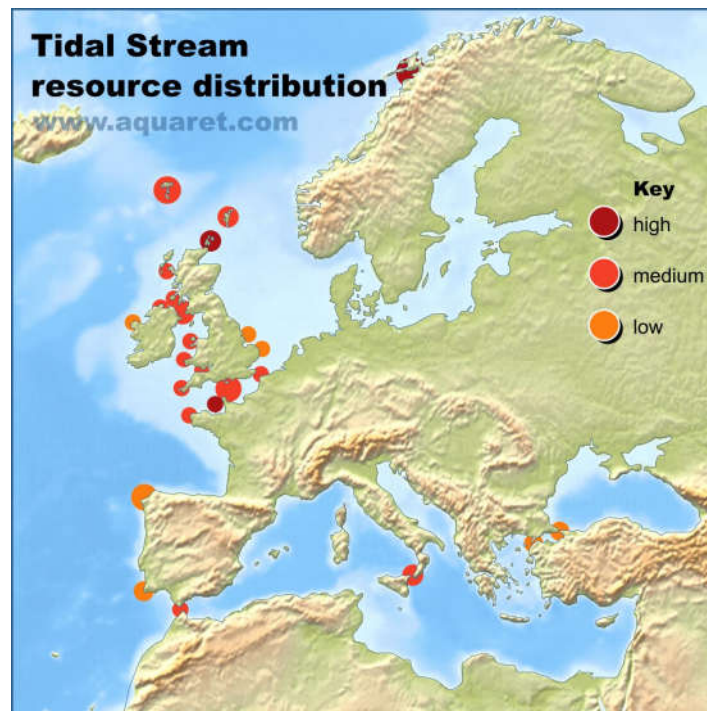 Tidal Stream
resource distribution
www.aquaret.com
Key
high
medium
low